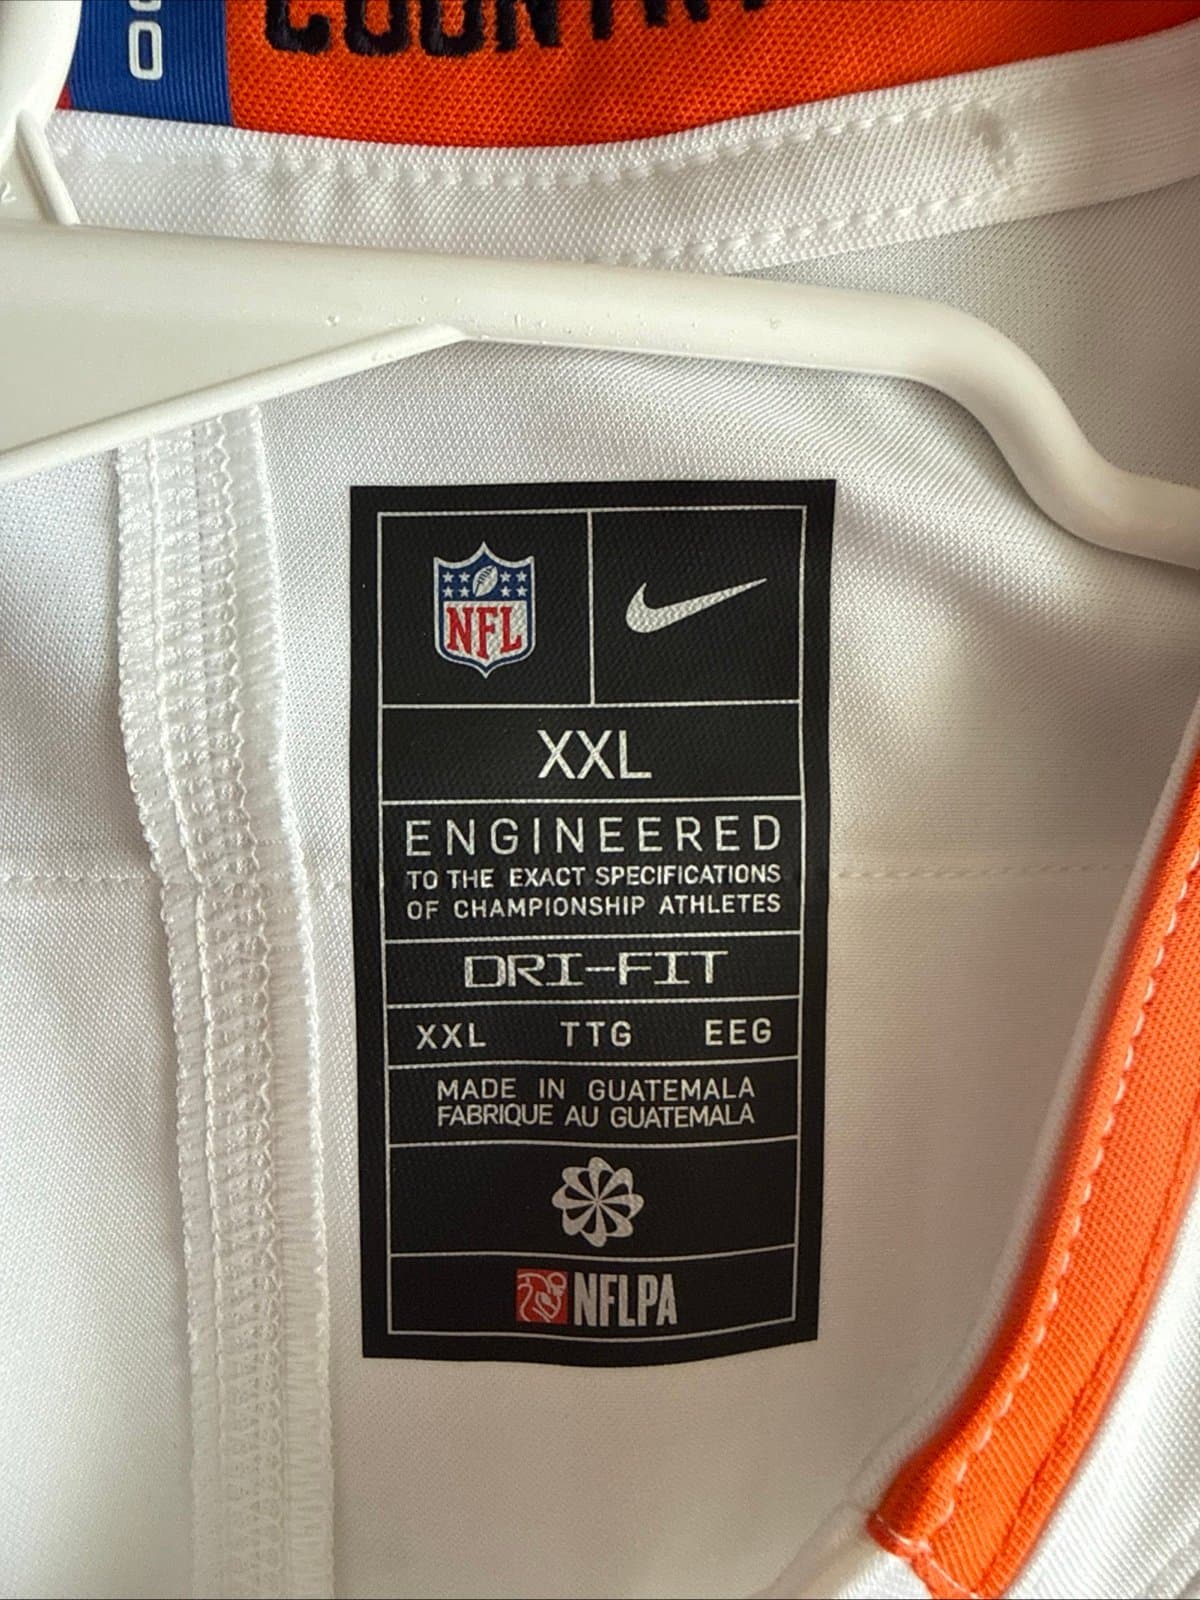 COUNTRY
NFL
XXL
ENGINEERED
TO THE EXACT SPECIFICATIONS
OF CHAMPIONSHIP ATHLETES
DRI-FIT
XXL TTG EEG
MADE IN GUATEMALA
FABRIQUE AU GUATEMALA
NFLPA